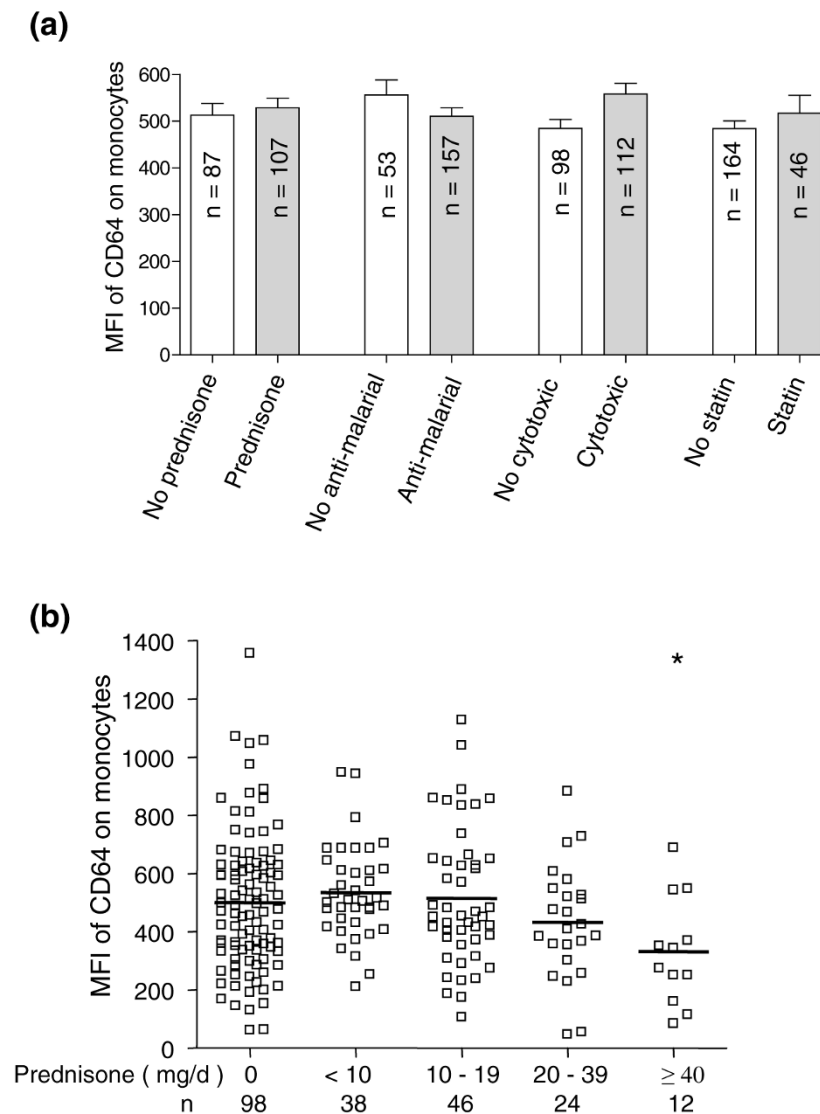 (a)
MFI of CD64 on monocytes
600
500
400
300
200
100
0
n = 87
n = 107
n = 53
n = 157
n = 98
n = 112
n = 164
n = 46
No prednisone
Prednisone
No anti-malarial
Anti-malarial
No cytotoxic
Cytotoxic
No statin
Statin
(b)
MFI of CD64 on monocytes
1400
1200
1000
800
600
400
200
0
*
Prednisone ( mg/d ) 0 < 10 10 - 19 20 - 39 ≥ 40
n 98 38 46 24 12